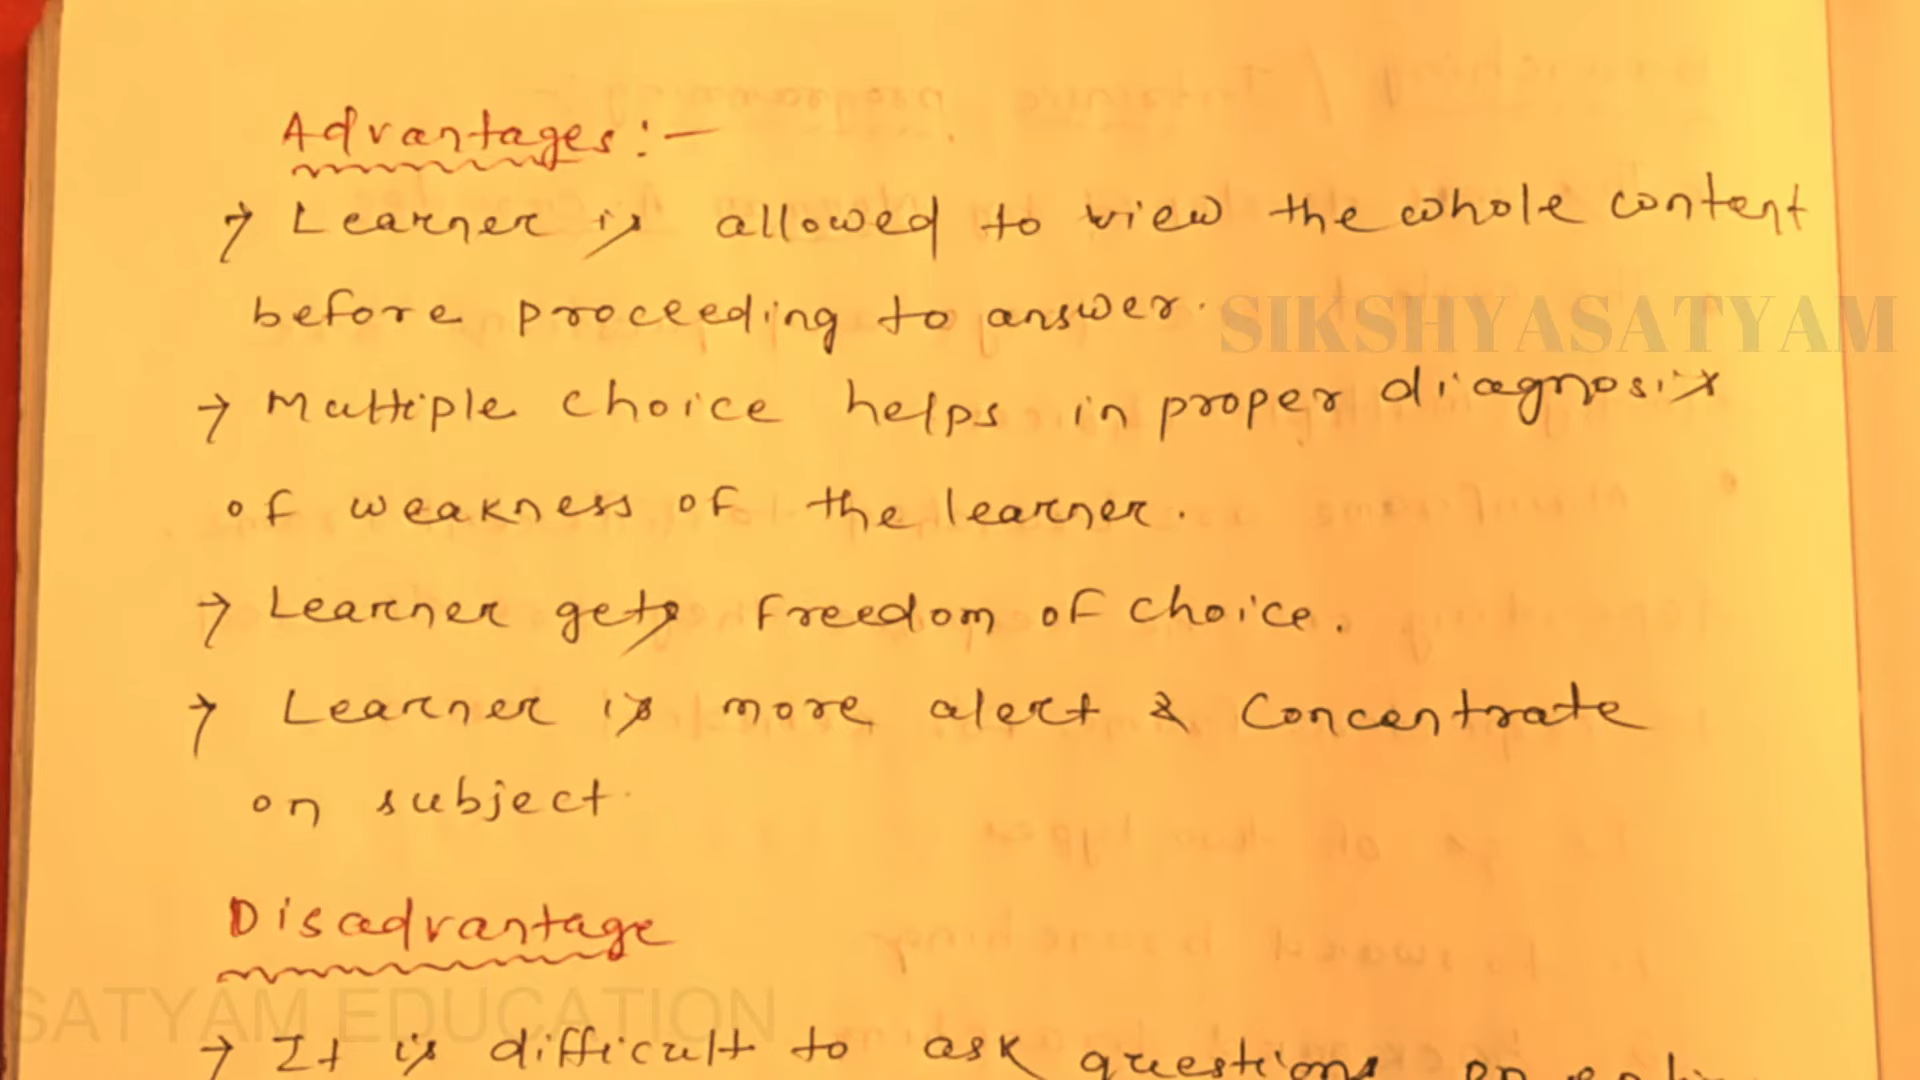 Advantages:-
→ Learner is allowed to view the whole content
before proceeding to answer.
SIKSHYASATYAM
→ Multiple choice helps in proper diagnosis
of weakness of the learner.
→ Learner gets freedom of choice.
→ Learner is more alert & Concentrate
on subject.
Disadvantage
SATYAM EDUCATION
→ It is difficult to ask questions on